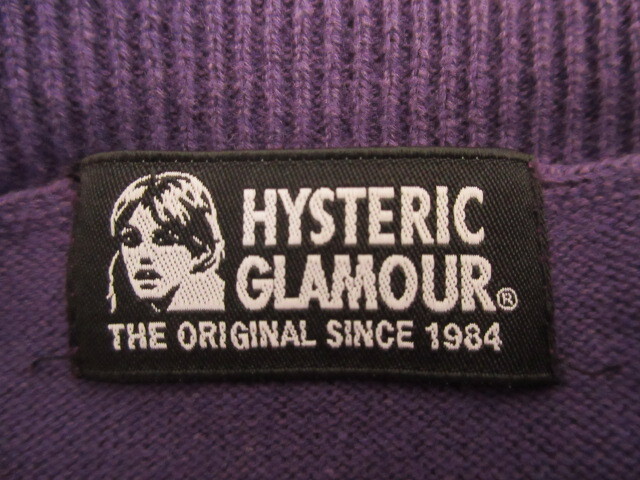 HYSTERIC
GLAMOUR®
THE ORIGINAL SINCE 1984